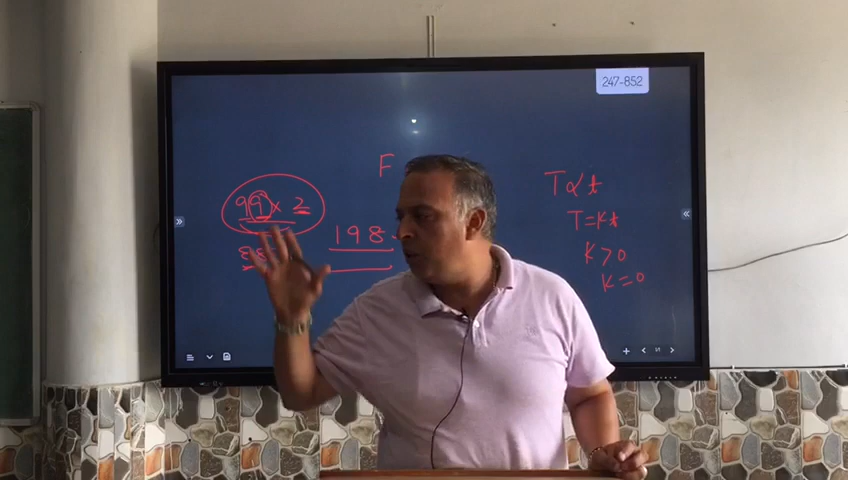 247-852
F
99 x 2
198
T α t
T = Kt
K > 0
K = 0